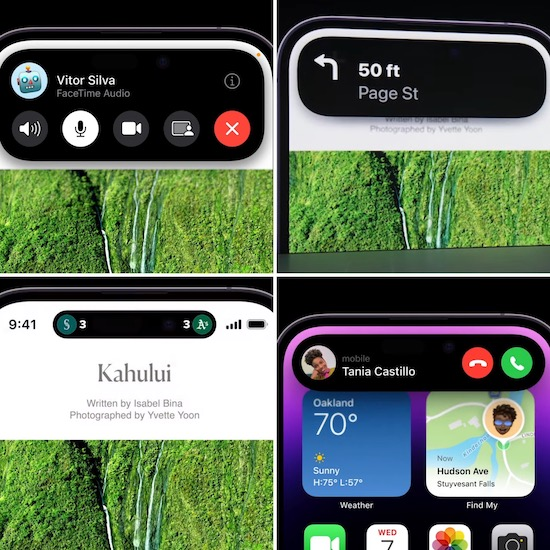 Vitor Silva
FaceTime Audio
50 ft
Page St
Written by Isabel Bina
Photographed by Yvette Yoon
9:41
S 3
3 A's
Kahului
Written by Isabel Bina
Photographed by Yvette Yoon
mobile
Tania Castillo
Oakland
70°
Sunny
H:75° L:57°
Weather
Now
Hudson Ave
Stuyvesant Falls
Find My
WED
7